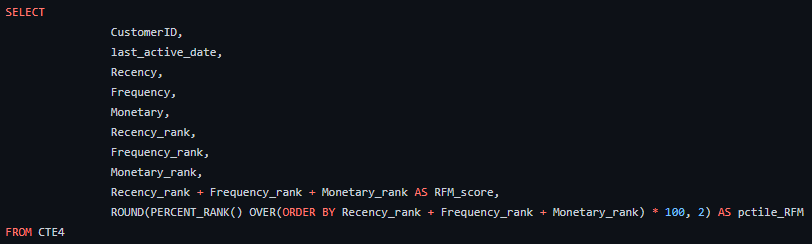 SELECT
CustomerID,
last_active_date,
Recency,
Frequency,
Monetary,
Recency_rank,
Frequency_rank,
Monetary_rank,
Recency_rank + Frequency_rank + Monetary_rank AS RFM_score,
ROUND(PERCENT_RANK() OVER(ORDER BY Recency_rank + Frequency_rank + Monetary_rank) * 100, 2) AS pctile_RFM
FROM CTE4